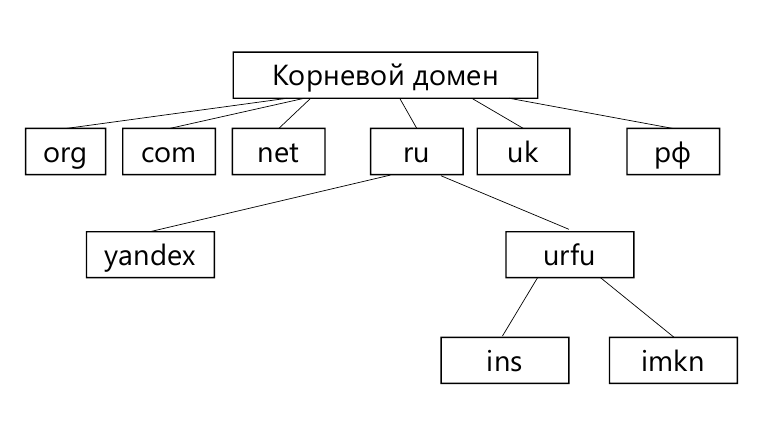 Корневой домен
org
com
net
ru
uk
рф
yandex
urfu
ins
imkn